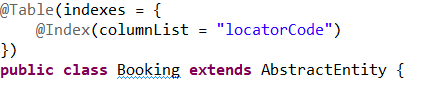 @Table(indexes = {
    @Index(columnList = "locatorCode")
})
public class Booking extends AbstractEntity {